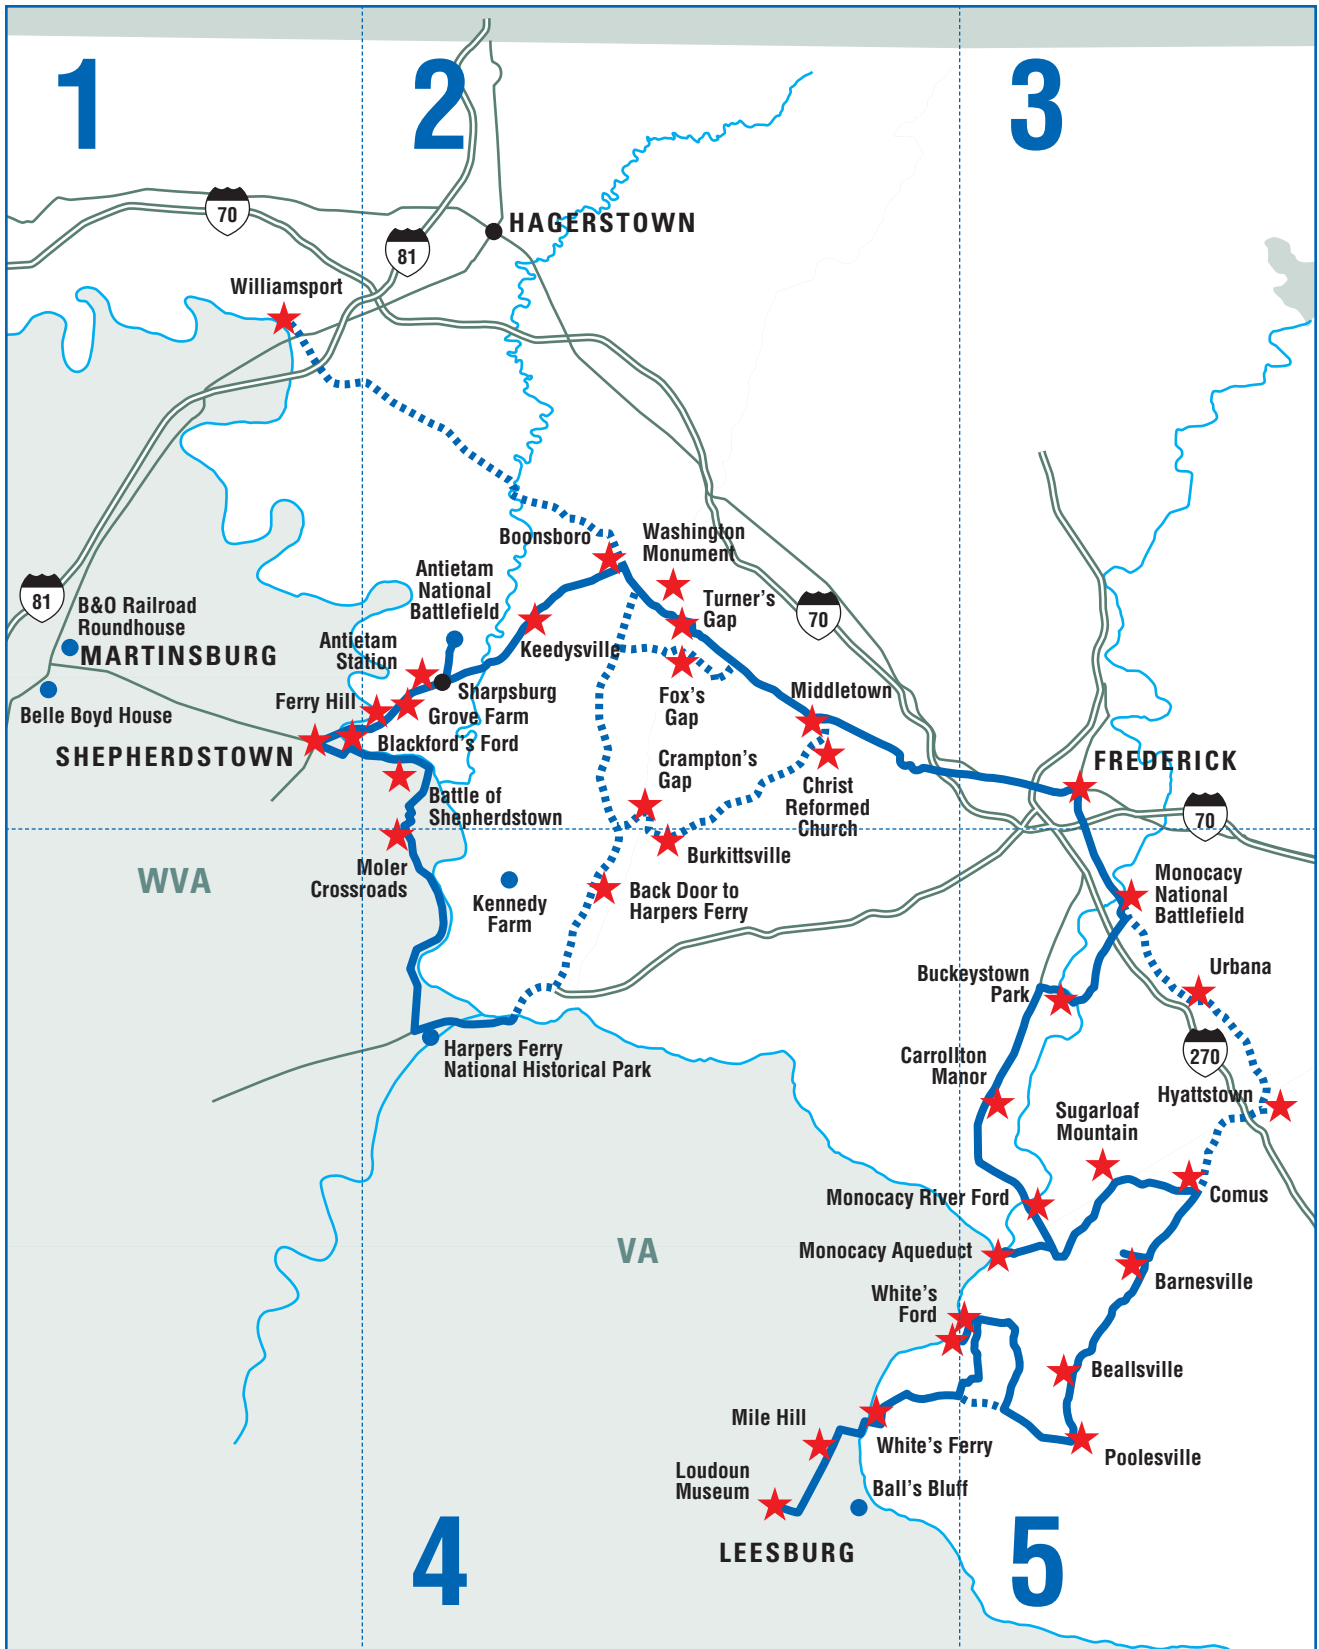 1
2
3
70
HAGERSTOWN
81
Williamsport
Boonsboro
Washington
Monument
Antietam
National
Battlefield
81
B&O Railroad
Roundhouse
MARTINSBURG
Turner's
Gap
70
Antietam
Station
Keedysville
Sharpsburg
Belle Boyd House
Ferry Hill
Grove Farm
Fox's
Gap
Middletown
Blackford's Ford
SHEPHERDSTOWN
Crampton's
Gap
FREDERICK
Christ
Reformed
Church
Battle of
Shepherdstown
70
Burkittsville
WVA
Moler
Crossroads
Kennedy
Farm
Back Door to
Harpers Ferry
Monocacy
National
Battlefield
Buckeystown
Park
Urbana
Harpers Ferry
National Historical Park
Carrollton
Manor
270
Hyattstown
Sugarloaf
Mountain
Monocacy River Ford
Comus
VA
Monocacy Aqueduct
Barnesville
White's
Ford
Beallsville
Mile Hill
White's Ferry
Poolesville
Loudoun
Museum
Ball's Bluff
LEESBURG
4
5